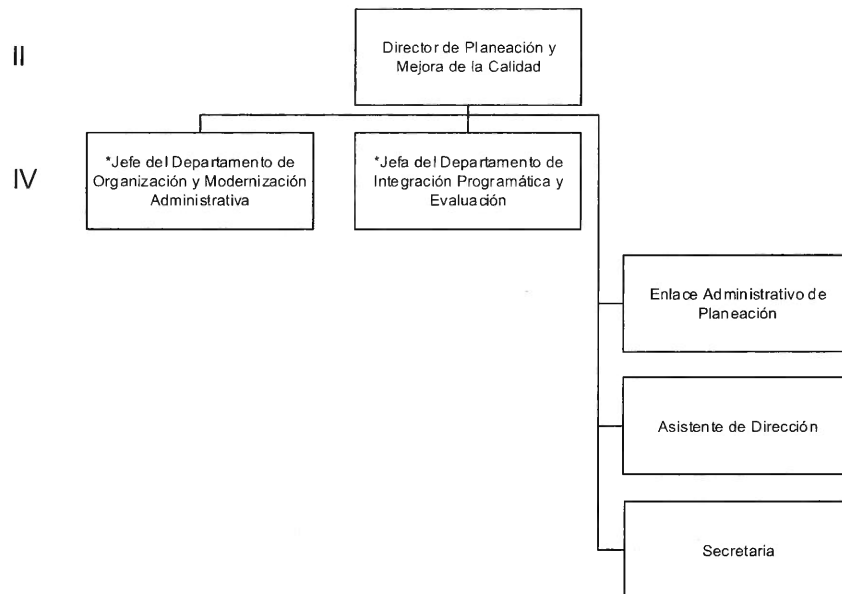 II
Director de Planeación y
Mejora de la Calidad
IV
*Jefe del Departamento de
Organización y Modernización
Administrativa
*Jefa del Departamento de
Integración Programática y
Evaluación
Enlace Administrativo de
Planeación
Asistente de Dirección
Secretaria